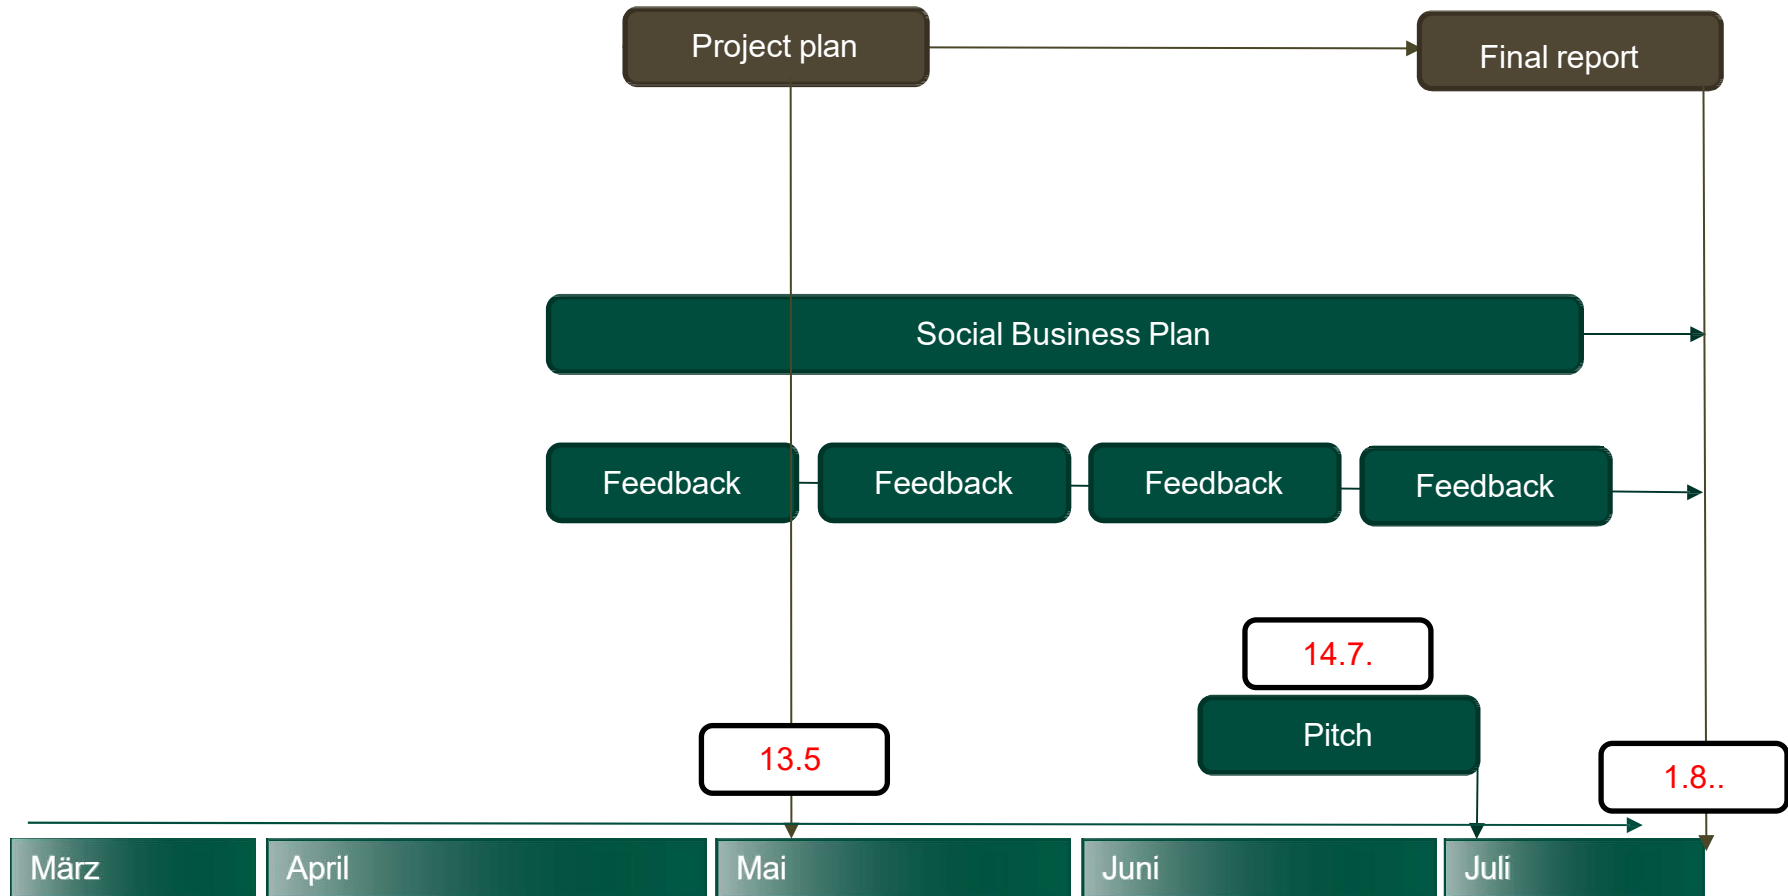 Project plan
Final report
Social Business Plan
Feedback
Feedback
Feedback
Feedback
14.7.
Pitch
13.5
1.8..
März
April
Mai
Juni
Juli